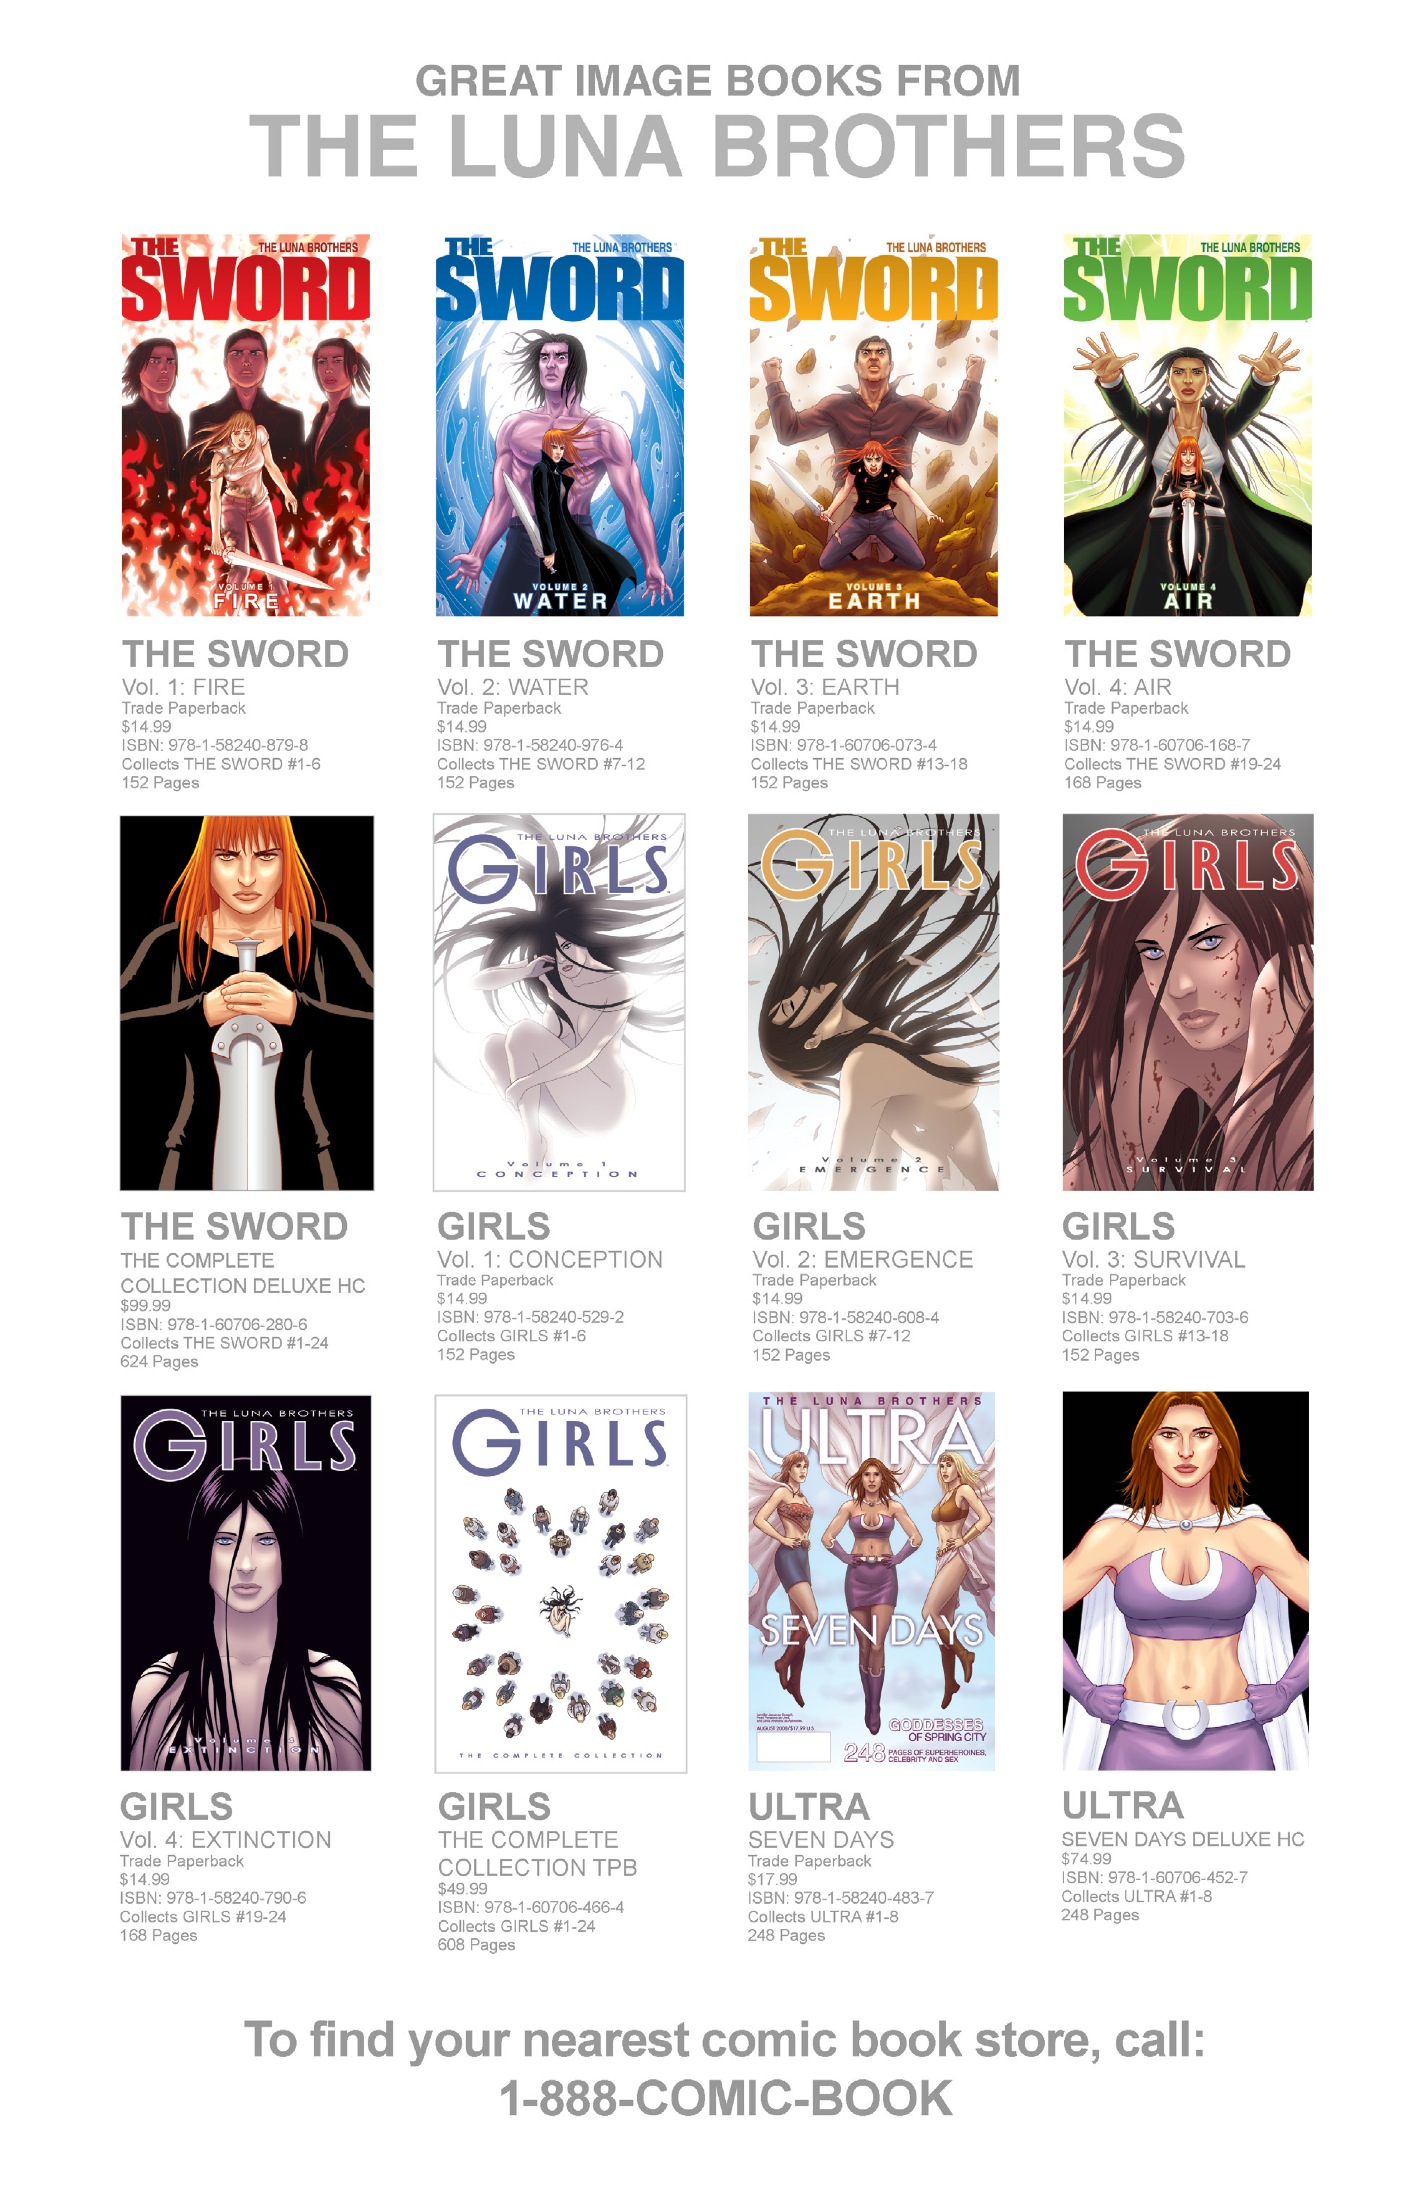 GREAT IMAGE BOOKS FROM
THE LUNA BROTHERS
THE THE LUNA BROTHERS
SWORD
VOLUME 1
FIRE
THE THE LUNA BROTHERS
SWORD
VOLUME 2
WATER
THE THE LUNA BROTHERS
SWORD
VOLUME 3
EARTH
THE THE LUNA BROTHERS
SWORD
VOLUME 4
AIR
THE SWORD
Vol. 1: FIRE
Trade Paperback
$14.99
ISBN: 978-1-58240-879-8
Collects THE SWORD #1-6
152 Pages
THE SWORD
Vol. 2: WATER
Trade Paperback
$14.99
ISBN: 978-1-58240-976-4
Collects THE SWORD #7-12
152 Pages
THE SWORD
Vol. 3: EARTH
Trade Paperback
$14.99
ISBN: 978-1-60706-073-4
Collects THE SWORD #13-18
152 Pages
THE SWORD
Vol. 4: AIR
Trade Paperback
$14.99
ISBN: 978-1-60706-168-7
Collects THE SWORD #19-24
168 Pages
THE LUNA BROTHERS
GIRLS
Volume 1
CONCEPTION
THE LUNA BROTHERS
GIRLS
Volume 2
EMERGENCE
THE LUNA BROTHERS
GIRLS
Volume 3
SURVIVAL
THE SWORD
THE COMPLETE
COLLECTION DELUXE HC
$99.99
ISBN: 978-1-60706-280-6
Collects THE SWORD #1-24
624 Pages
GIRLS
Vol. 1: CONCEPTION
Trade Paperback
$14.99
ISBN: 978-1-58240-529-2
Collects GIRLS #1-6
152 Pages
GIRLS
Vol. 2: EMERGENCE
Trade Paperback
$14.99
ISBN: 978-1-58240-608-4
Collects GIRLS #7-12
152 Pages
GIRLS
Vol. 3: SURVIVAL
Trade Paperback
$14.99
ISBN: 978-1-58240-703-6
Collects GIRLS #13-18
152 Pages
THE LUNA BROTHERS
GIRLS
Volume
EXTINCTION
THE LUNA BROTHERS
GIRLS
THE COMPLETE COLLECTION
THE LUNA BROTHERS
ULTRA
SEVEN DAYS
AUGUST 2008/$17.99 U.S.
GODDESSES
OF SPRING CITY
248 PAGES OF SUPERHEROINES,
CELEBRITY AND SEX
GIRLS
Vol. 4: EXTINCTION
Trade Paperback
$14.99
ISBN: 978-1-58240-790-6
Collects GIRLS #19-24
168 Pages
GIRLS
THE COMPLETE
COLLECTION TPB
$49.99
ISBN: 978-1-60706-466-4
Collects GIRLS #1-24
608 Pages
ULTRA
SEVEN DAYS
Trade Paperback
$17.99
ISBN: 978-1-58240-483-7
Collects ULTRA #1-8
248 Pages
ULTRA
SEVEN DAYS DELUXE HC
$74.99
ISBN: 978-1-60706-452-7
Collects ULTRA #1-8
248 Pages
To find your nearest comic book store, call:
1-888-COMIC-BOOK